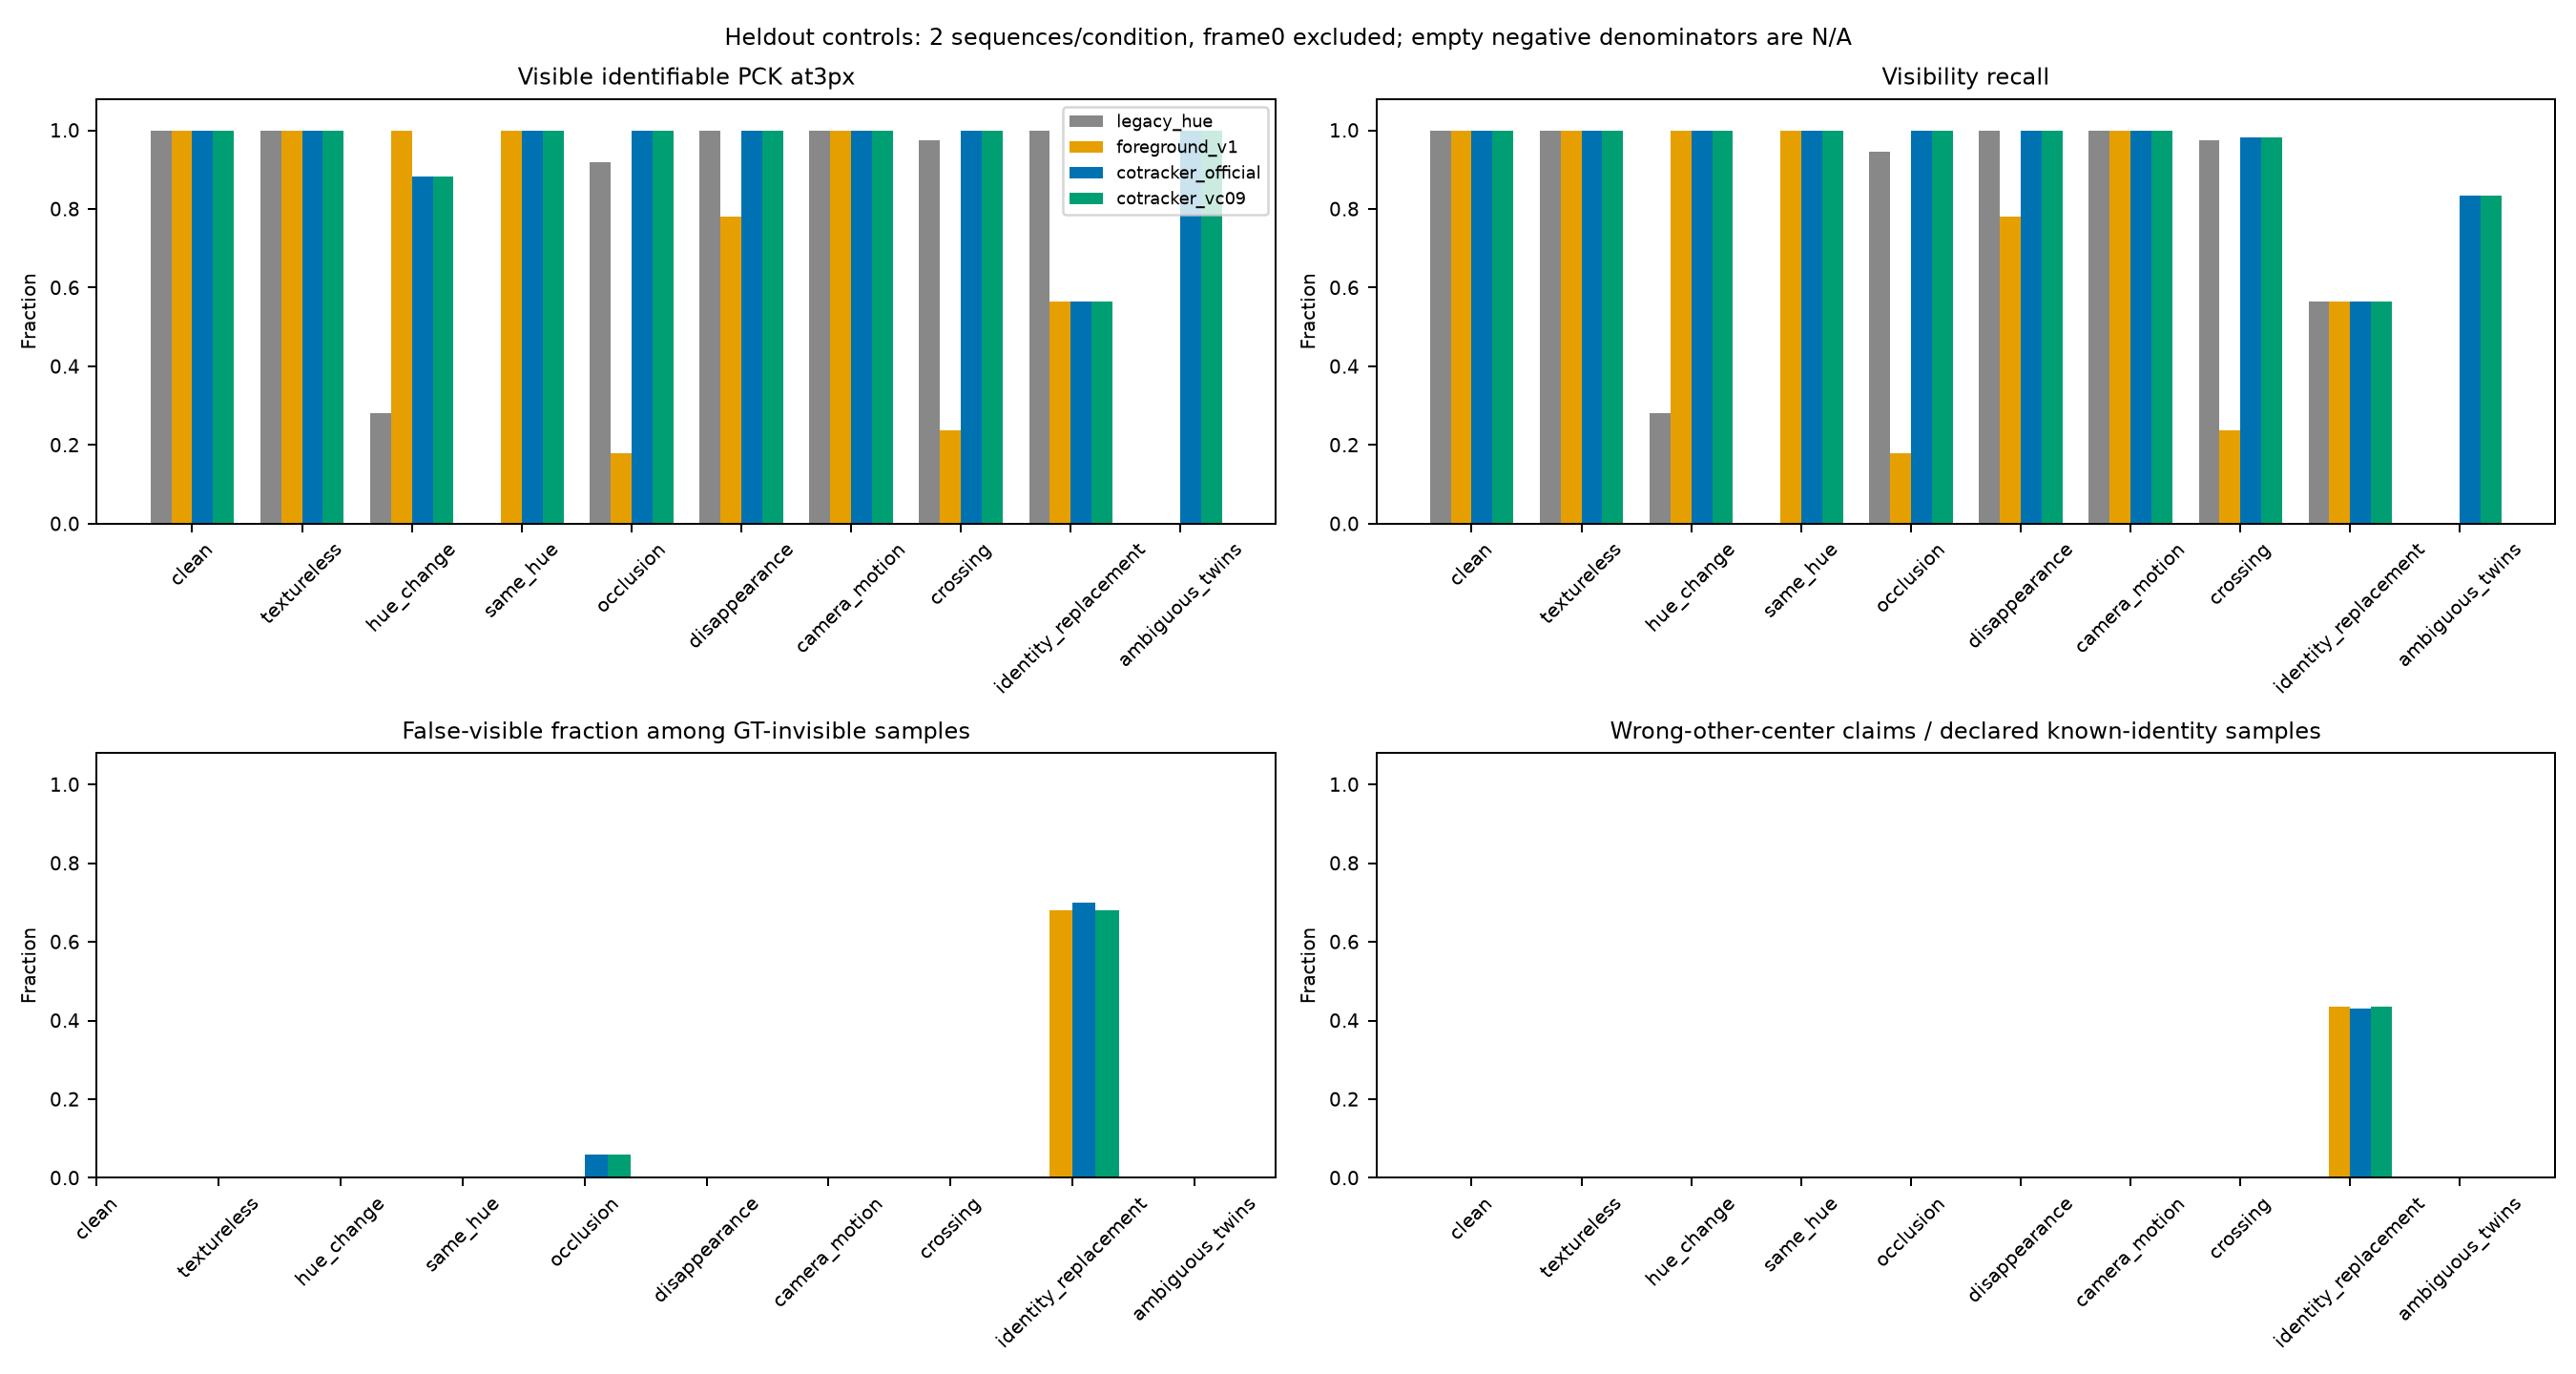 Heldout controls: 2 sequences/condition, frame0 excluded; empty negative denominators are N/A
Visible identifiable PCK at3px
Fraction
1.0
0.8
0.6
0.4
0.2
0.0
legacy_hue
foreground_v1
cotracker_official
cotracker_vc09
clean
textureless
hue_change
same_hue
occlusion
disappearance
camera_motion
crossing
identity_replacement
ambiguous_twins
Visibility recall
Fraction
1.0
0.8
0.6
0.4
0.2
0.0
clean
textureless
hue_change
same_hue
occlusion
disappearance
camera_motion
crossing
identity_replacement
ambiguous_twins
False-visible fraction among GT-invisible samples
Fraction
1.0
0.8
0.6
0.4
0.2
0.0
clean
textureless
hue_change
same_hue
occlusion
disappearance
camera_motion
crossing
identity_replacement
ambiguous_twins
Wrong-other-center claims / declared known-identity samples
Fraction
1.0
0.8
0.6
0.4
0.2
0.0
clean
textureless
hue_change
same_hue
occlusion
disappearance
camera_motion
crossing
identity_replacement
ambiguous_twins